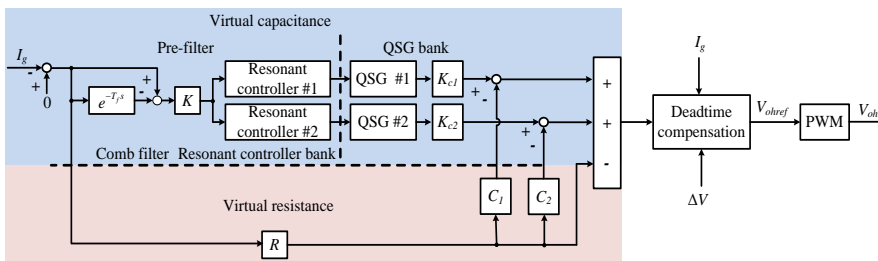 Virtual capacitance
Pre-filter
QSG bank
I_g
-
+
0
+
-
e^{-T_f s}
K
Resonant
controller #1
Resonant
controller #2
QSG #1
QSG #2
K_{c1}
K_{c2}
+
-
+
-
+
+
-
Comb filter
Resonant controller bank
Virtual resistance
R
C_1
C_2
I_g
Deadtime
compensation
ΔV
V_{ohref}
PWM
V_{oh}